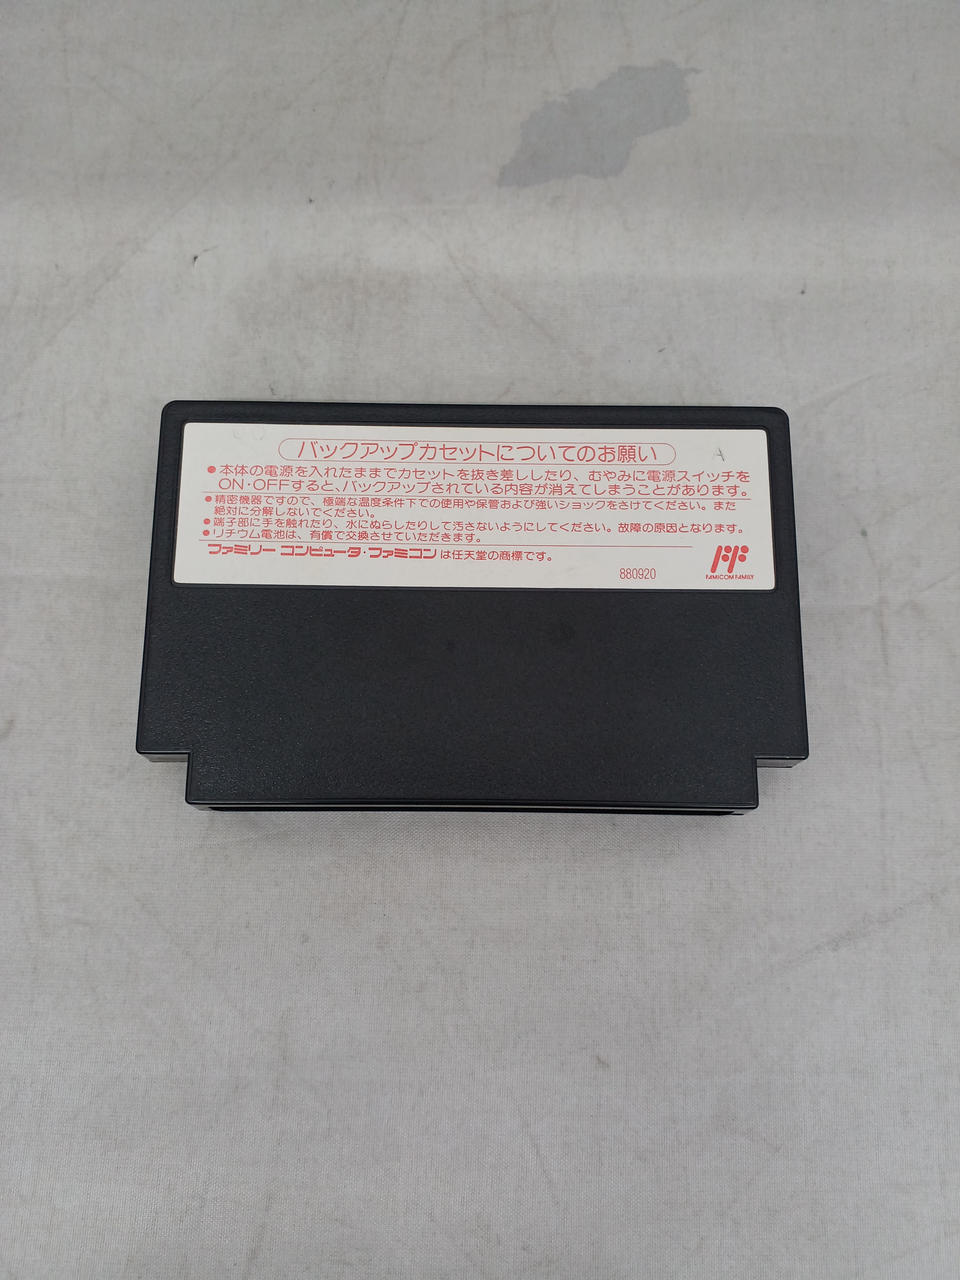 バックアップカセットについてのお願い
A
●本体の電源を入れたままでカセットを抜き差ししたり、むやみに電源スイッチを
ON・OFFすると、バックアップされている内容が消えてしまうことがあります。
●精密機器ですので、極端な温度条件下での使用や保管および強いショックをさけてください。また
絶対に分解しないでください。
●端子部に手を触れたり、水にぬらしたりして汚さないようにしてください。故障の原因となります。
●リチウム電池は、有償で交換させていただきます。
ファミリー コンピュータ・ファミコン は任天堂の商標です。
880920
FAMICOM FAMILY